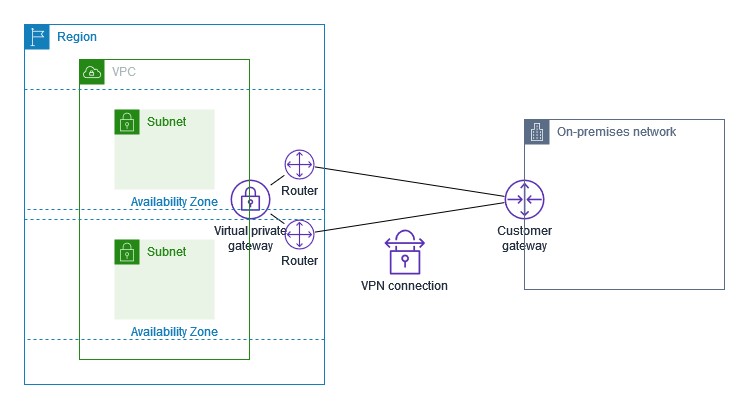 Region
VPC
Subnet
On-premises network
Router
Availability Zone
Virtual private
gateway
Customer
gateway
Subnet
Router
VPN connection
Availability Zone